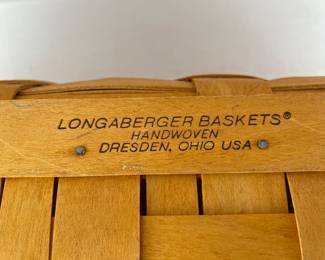 LONGABERGER BASKETS®
HANDWOVEN
DRESDEN, OHIO USA